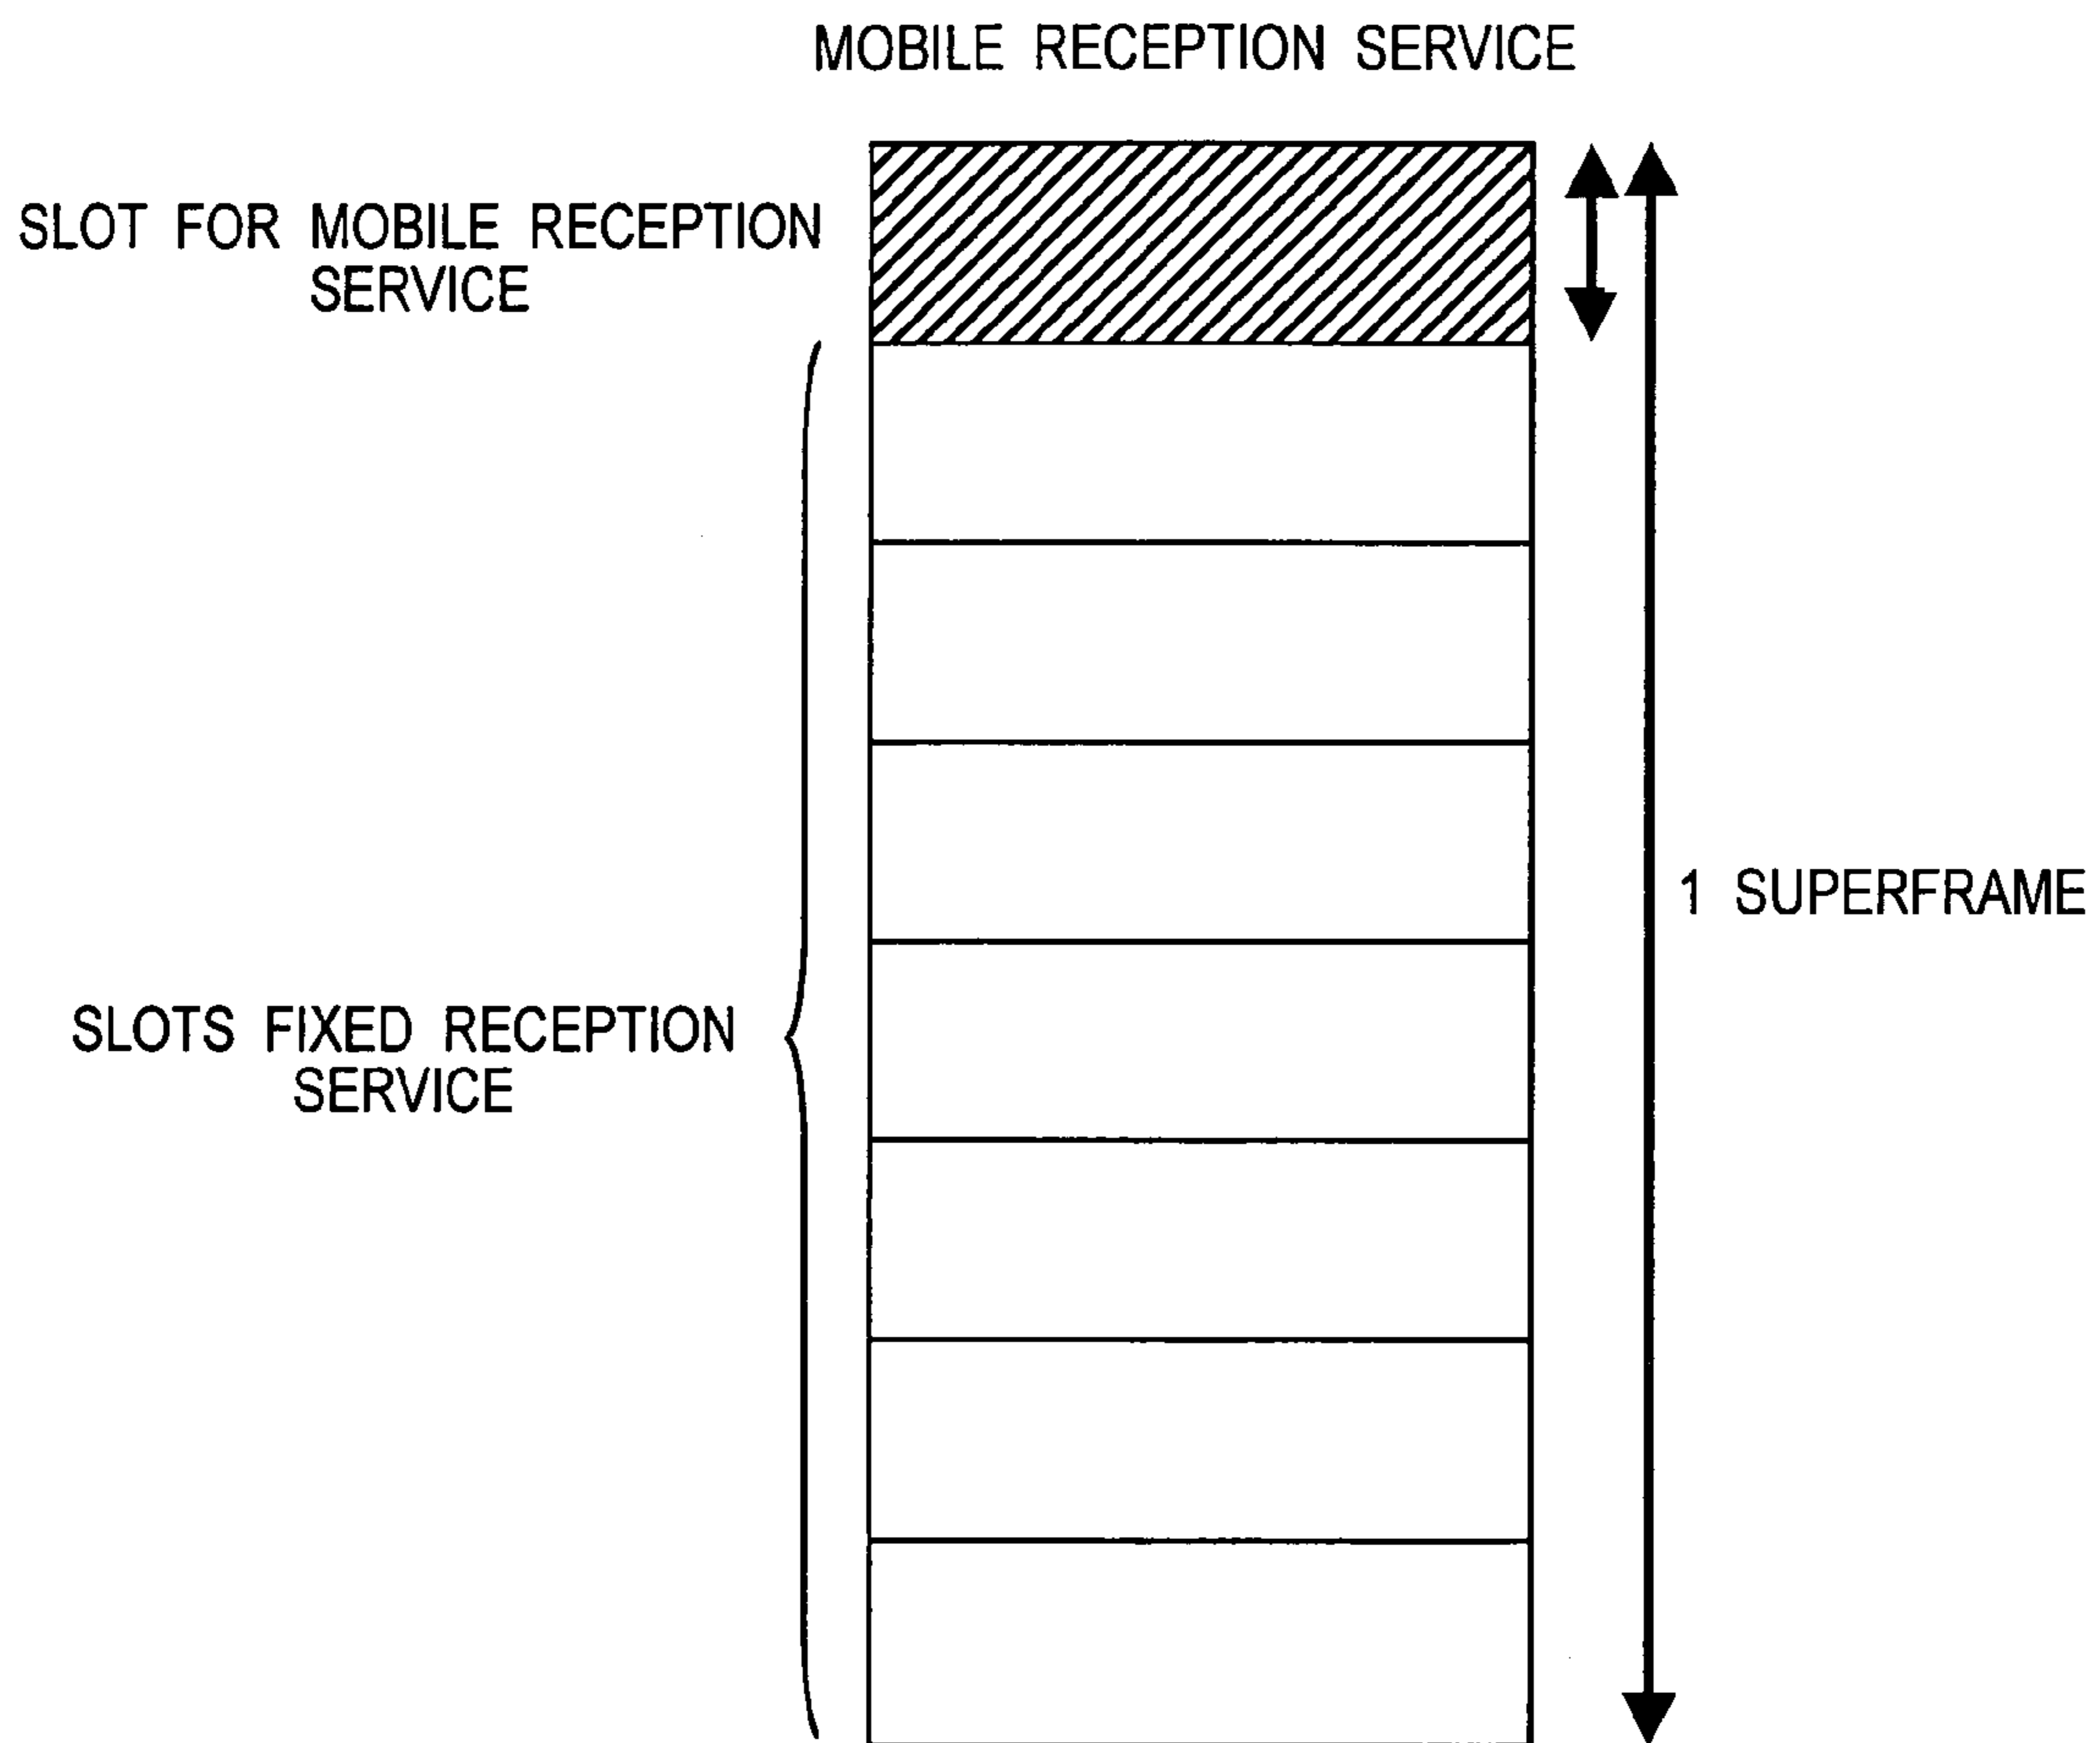 MOBILE RECEPTION SERVICE
SLOT FOR MOBILE RECEPTION
SERVICE
1 SUPERFRAME
SLOTS FIXED RECEPTION
SERVICE